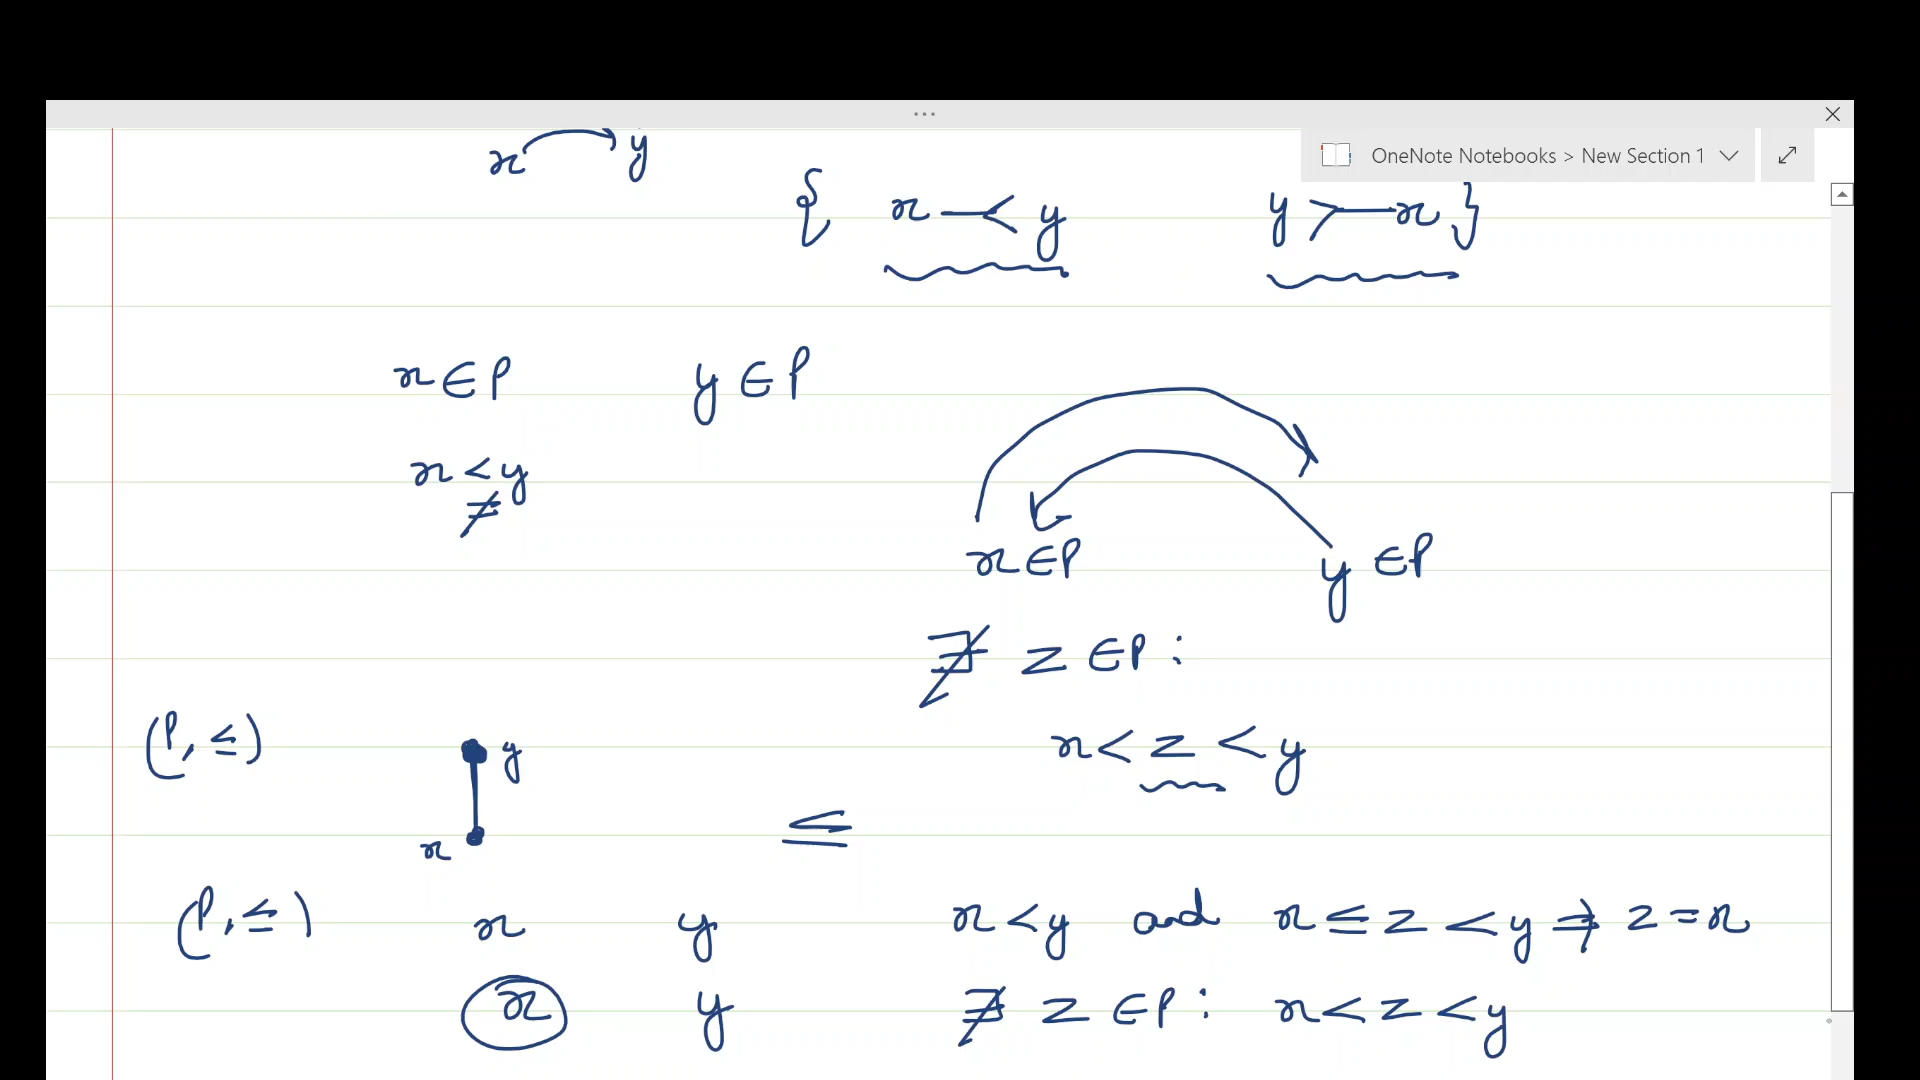 x y
OneNote Notebooks > New Section 1
{ x —< y y >— x }
x ∈ P y ∈ P
x < y
≠
x ∈ P y ∈ P
∄ z ∈ P :
(P, ≤) y x < z < y
x ≤
(P, ≤) x y x < y and x ≤ z < y ⇒ z = x
x y ∄ z ∈ P : x < z < y